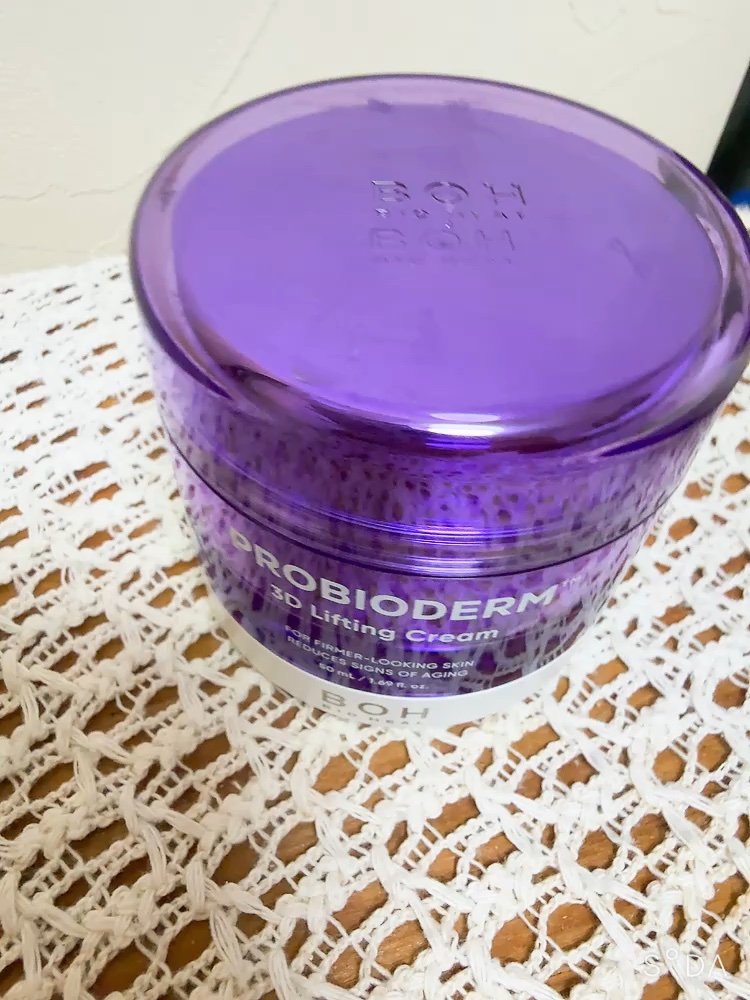 BOH
PROBIODERM™
3D Lifting Cream
FOR FIRMER-LOOKING SKIN
REDUCES SIGNS OF AGING
50 mL / 1.69 fl. oz.
BOH
SODA